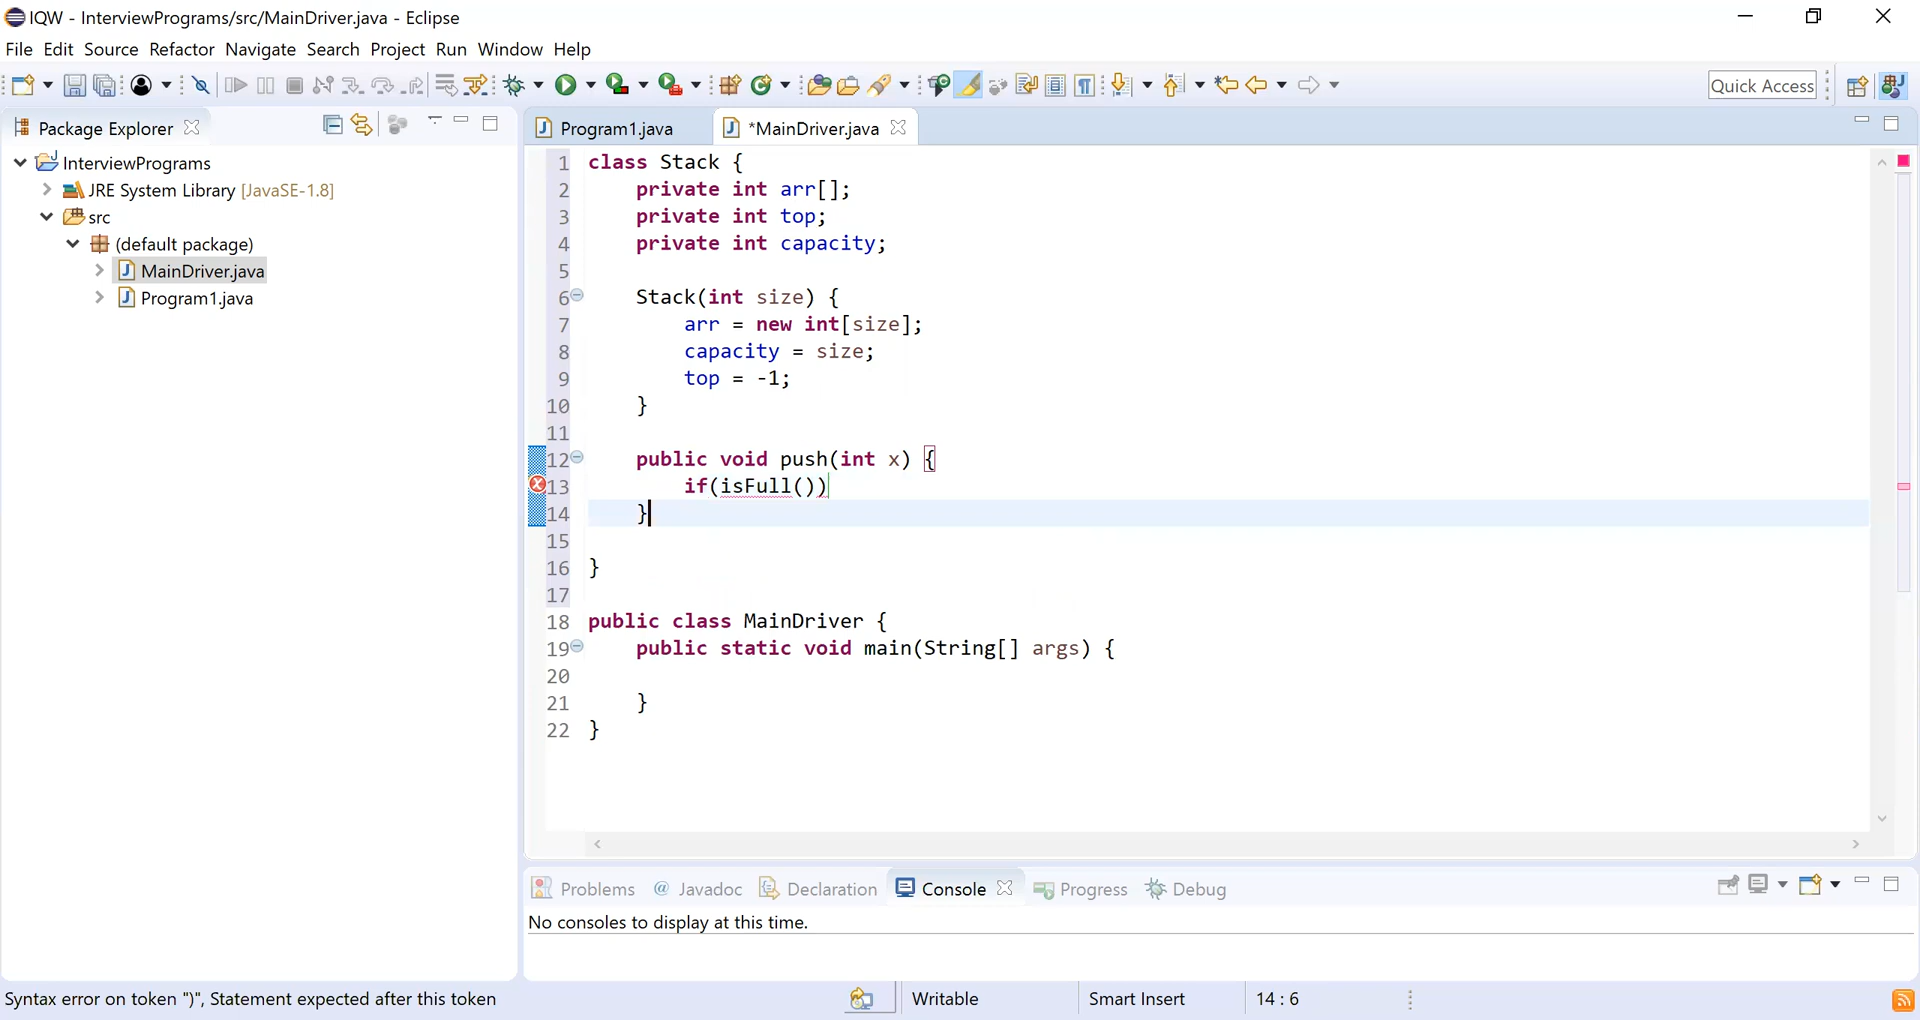 IQW - InterviewPrograms/src/MainDriver.java - Eclipse
File Edit Source Refactor Navigate Search Project Run Window Help
Quick Access
Package Explorer
InterviewPrograms
JRE System Library [JavaSE-1.8]
src
(default package)
MainDriver.java
Program1.java
Program1.java *MainDriver.java
1 class Stack {
2 private int arr[];
3 private int top;
4 private int capacity;
5
6 Stack(int size) {
7 arr = new int[size];
8 capacity = size;
9 top = -1;
10 }
11
12 public void push(int x) {
13 if(isFull())
14 }
15
16 }
17
18 public class MainDriver {
19 public static void main(String[] args) {
20
21 }
22 }
Problems @ Javadoc Declaration Console Progress Debug
No consoles to display at this time.
Syntax error on token ")", Statement expected after this token Writable Smart Insert 14 : 6